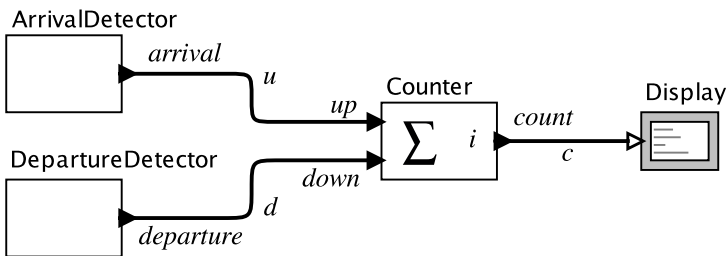 ArrivalDetector
arrival
u
up
Counter
Σ i
count
c
Display
DepartureDetector
down
d
departure